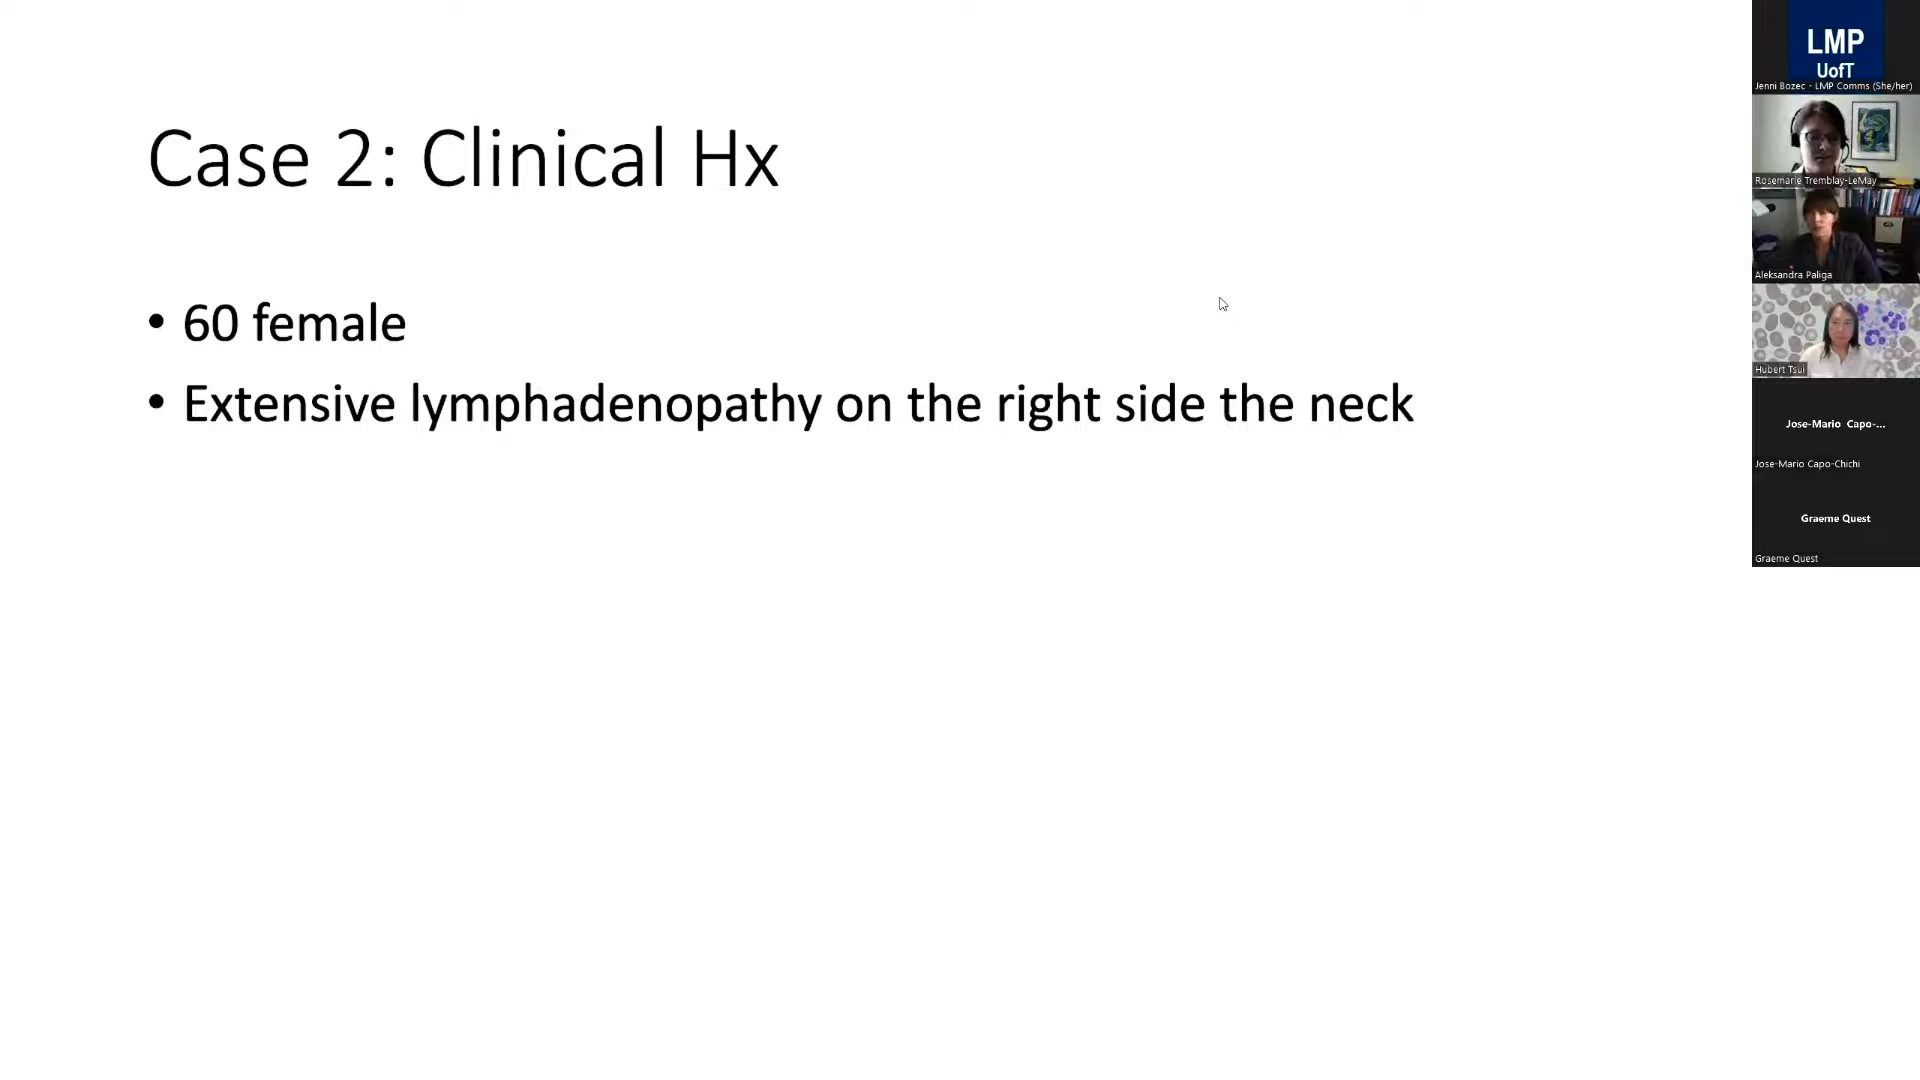 Case 2: Clinical Hx
• 60 female
• Extensive lymphadenopathy on the right side the neck
LMP
UofT
Jenni Bozec - LMP Comms (She/her)
Rosemarie Tremblay-LeMay
Aleksandra Paliga
Hubert Tsui
Jose-Mario Capo-...
Jose-Mario Capo-Chichi
Graeme Quest
Graeme Quest